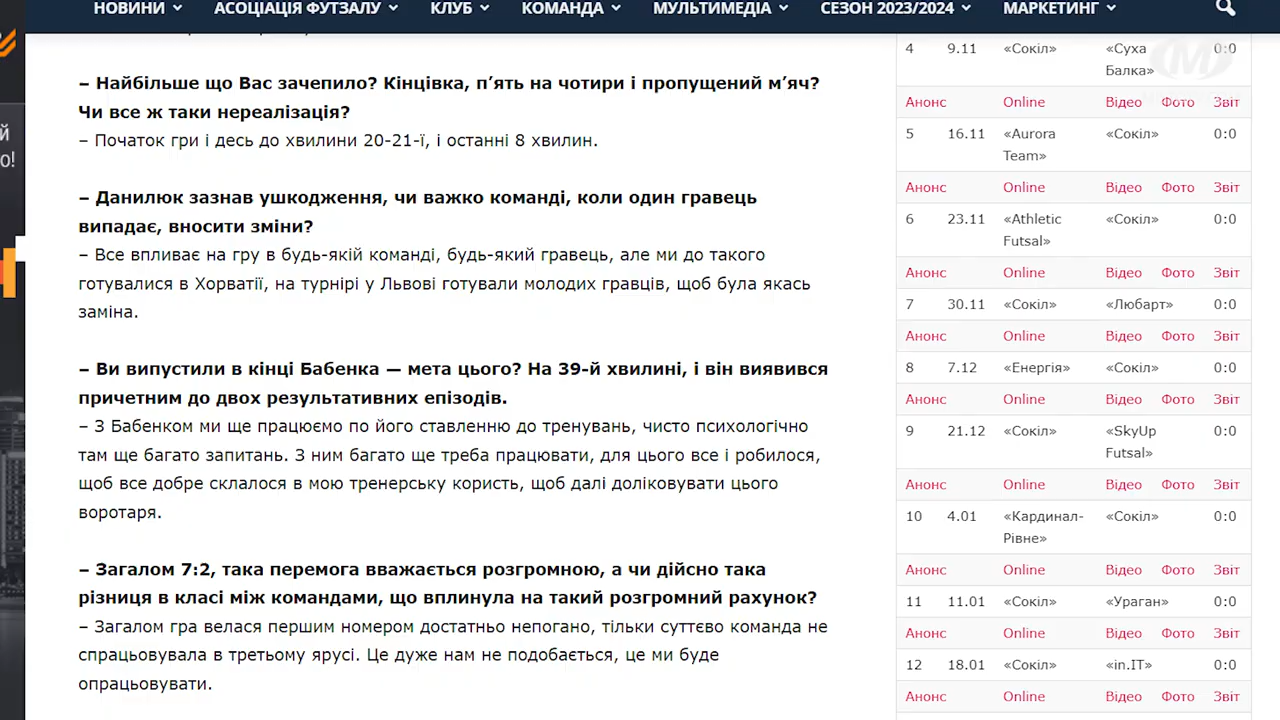 НОВИНИ АСОЦІАЦІЯ ФУТЗАЛУ КЛУБ КОМАНДА МУЛЬТИМЕДІА СЕЗОН 2023/2024 МАРКЕТИНГ
– Найбільше що Вас зачепило? Кінцівка, п’ять на чотири і пропущений м’яч?
Чи все ж таки нереалізація?
– Початок гри і десь до хвилини 20-21-ї, і останні 8 хвилин.
– Данилюк зазнав ушкодження, чи важко команді, коли один гравець
випадає, вносити зміни?
– Все впливає на гру в будь-якій команді, будь-який гравець, але ми до такого
готувалися в Хорватії, на турнірі у Львові готували молодих гравців, щоб була якась
заміна.
– Ви випустили в кінці Бабенка — мета цього? На 39-й хвилині, і він виявився
причетним до двох результативних епізодів.
– З Бабенком ми ще працюємо по його ставленню до тренувань, чисто психологічно
там ще багато запитань. З ним багато ще треба працювати, для цього все і робилося,
щоб все добре склалося в мою тренерську користь, щоб далі доліковувати цього
воротаря.
– Загалом 7:2, така перемога вважається розгромною, а чи дійсно така
різниця в класі між командами, що вплинула на такий розгромний рахунок?
– Загалом гра велася першим номером достатньо непогано, тільки суттєво команда не
спрацьовувала в третьому ярусі. Це дуже нам не подобається, це ми буде
опрацьовувати.
4 9.11 «Сокіл» «Суха
Балка» 0:0
Анонс Online Відео Фото Звіт
5 16.11 «Aurora
Team» «Сокіл» 0:0
Анонс Online Відео Фото Звіт
6 23.11 «Athletic
Futsal» «Сокіл» 0:0
Анонс Online Відео Фото Звіт
7 30.11 «Сокіл» «Любарт» 0:0
Анонс Online Відео Фото Звіт
8 7.12 «Енергія» «Сокіл» 0:0
Анонс Online Відео Фото Звіт
9 21.12 «Сокіл» «SkyUp
Futsal» 0:0
Анонс Online Відео Фото Звіт
10 4.01 «Кардинал-
Рівне» «Сокіл» 0:0
Анонс Online Відео Фото Звіт
11 11.01 «Сокіл» «Ураган» 0:0
Анонс Online Відео Фото Звіт
12 18.01 «Сокіл» «in.IT» 0:0
Анонс Online Відео Фото Звіт